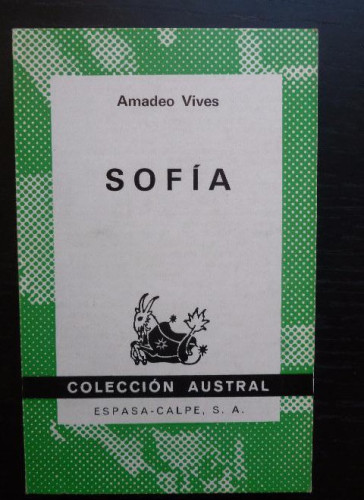 Amadeo Vives
SOFÍA
COLECCIÓN AUSTRAL
ESPASA-CALPE, S. A.